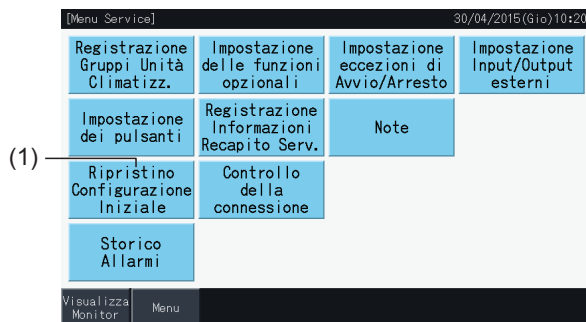 [Menu Service]
30/04/2015(Gio)10:20
Registrazione
Gruppi Unità
Climatizz.
Impostazione
delle funzioni
opzionali
Impostazione
eccezioni di
Avvio/Arresto
Impostazione
Input/Output
esterni
Impostazione
dei pulsanti
Registrazione
Informazioni
Recapito Serv.
Note
(1)
Ripristino
Configurazione
Iniziale
Controllo
della
connessione
Storico
Allarmi
Visualizza
Monitor
Menu